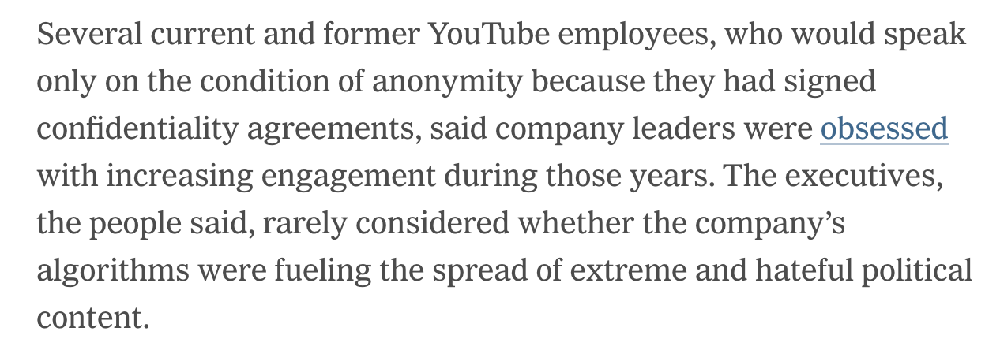 Several current and former YouTube employees, who would speak
only on the condition of anonymity because they had signed
confidentiality agreements, said company leaders were obsessed
with increasing engagement during those years. The executives,
the people said, rarely considered whether the company’s
algorithms were fueling the spread of extreme and hateful political
content.